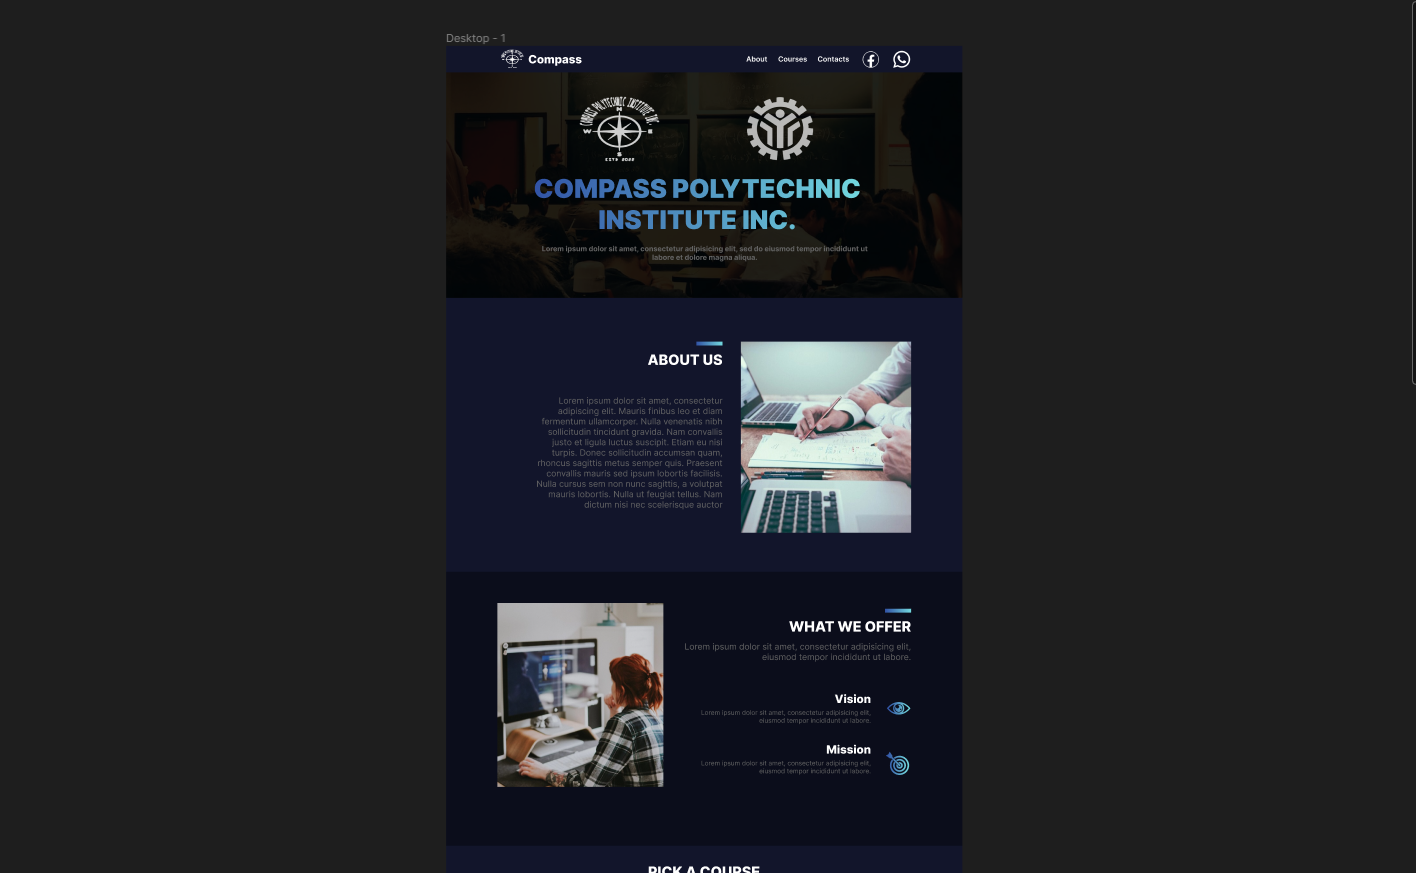 Desktop - 1
Compass
About Courses Contacts
COMPASS POLYTECHNIC INSTITUTE INC.
N
W E
S
ESTD 2022
COMPASS POLYTECHNIC
INSTITUTE INC.
Lorem ipsum dolor sit amet, consectetur adipisicing elit, sed do eiusmod tempor incididunt ut
labore et dolore magna aliqua.
ABOUT US
Lorem ipsum dolor sit amet, consectetur
adipiscing elit. Mauris finibus leo et diam
fermentum ullamcorper. Nulla venenatis nibh
sollicitudin tincidunt gravida. Nam convallis
justo et ligula luctus suscipit. Etiam eu nisi
turpis. Donec sollicitudin accumsan quam,
rhoncus sagittis metus semper quis. Praesent
convallis mauris sed ipsum lobortis facilisis.
Nulla cursus sem non nunc sagittis, a volutpat
mauris lobortis. Nulla ut feugiat tellus. Nam
dictum nisi nec scelerisque auctor
WHAT WE OFFER
Lorem ipsum dolor sit amet, consectetur adipisicing elit,
eiusmod tempor incididunt ut labore.
Vision
Lorem ipsum dolor sit amet, consectetur adipisicing elit,
eiusmod tempor incididunt ut labore.
Mission
Lorem ipsum dolor sit amet, consectetur adipisicing elit,
eiusmod tempor incididunt ut labore.
PICK A COURSE